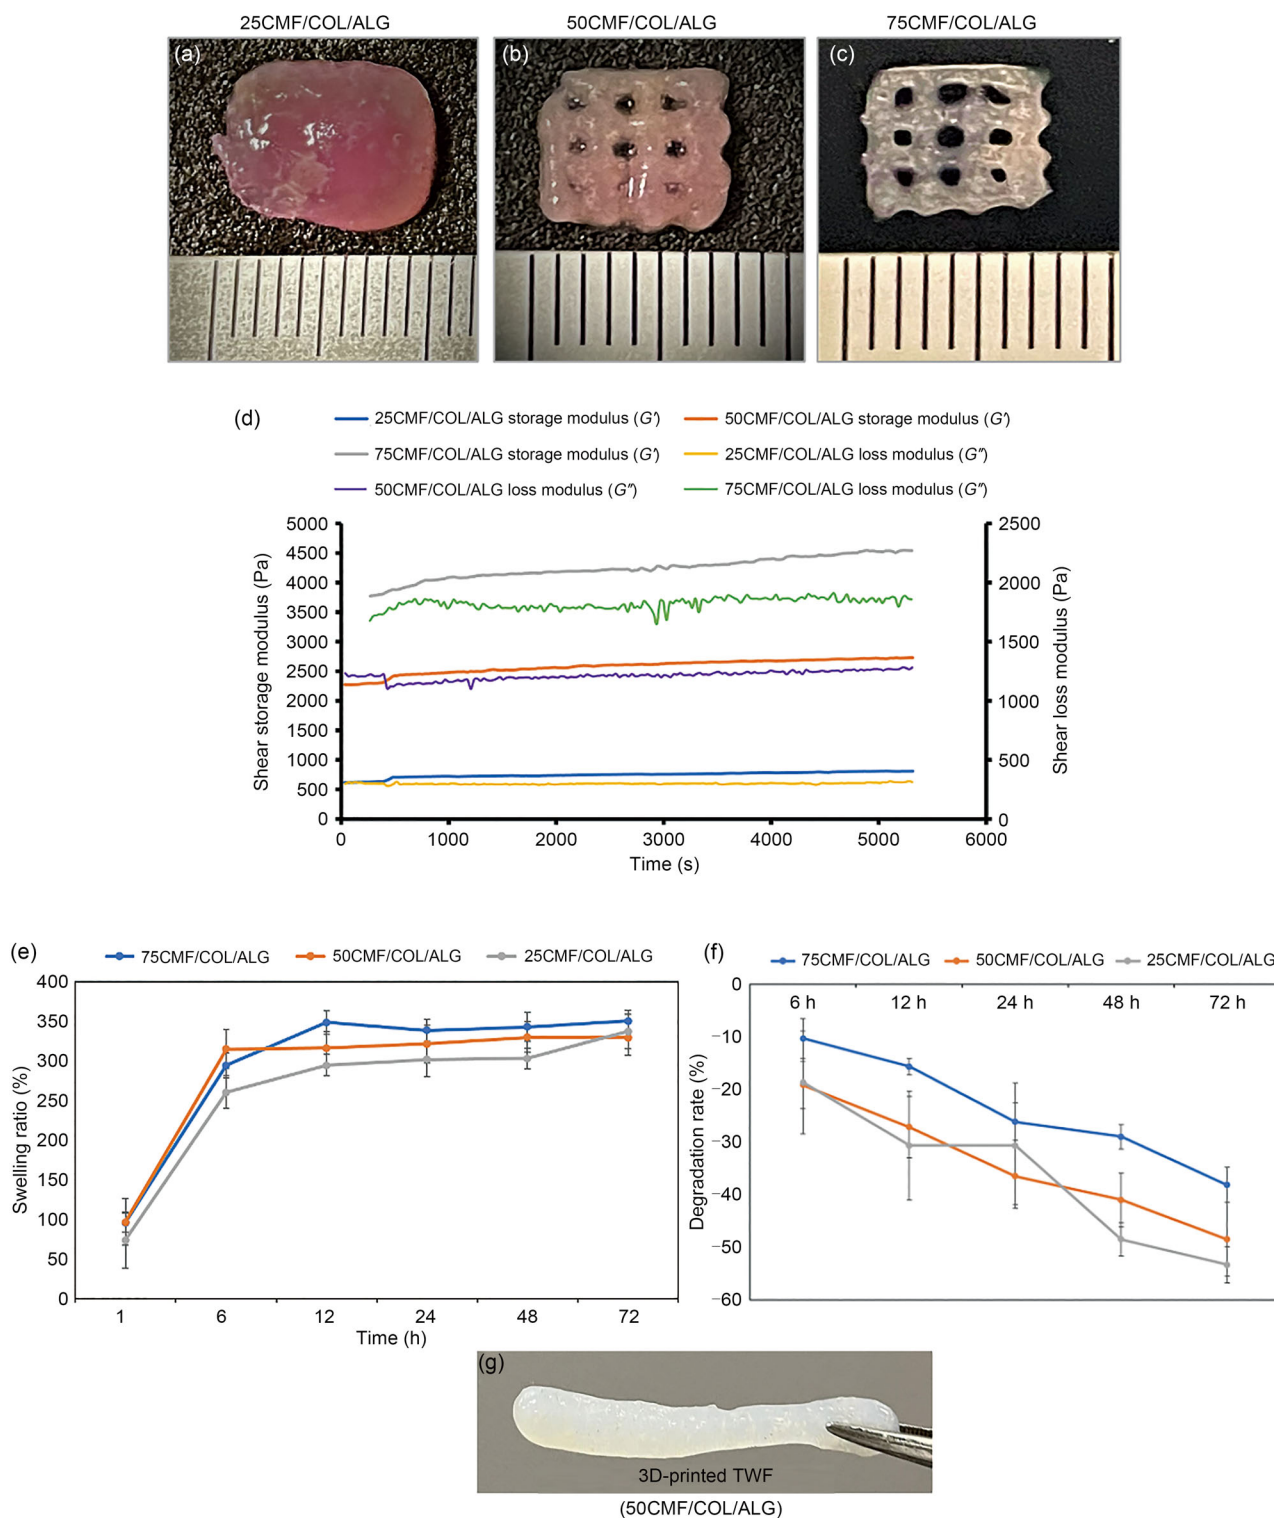 25CMF/COL/ALG 50CMF/COL/ALG 75CMF/COL/ALG
(a) (b) (c)
(d)
25CMF/COL/ALG storage modulus (G′) 50CMF/COL/ALG storage modulus (G′)
75CMF/COL/ALG storage modulus (G′) 25CMF/COL/ALG loss modulus (G″)
50CMF/COL/ALG loss modulus (G″) 75CMF/COL/ALG loss modulus (G″)
Shear storage modulus (Pa)
5000
4500
4000
3500
3000
2500
2000
1500
1000
500
0
2500
2000
1500
1000
500
0
Shear loss modulus (Pa)
0 1000 2000 3000 4000 5000 6000
Time (s)
(e)
75CMF/COL/ALG 50CMF/COL/ALG 25CMF/COL/ALG
Swelling ratio (%)
400
350
300
250
200
150
100
50
0
1 6 12 24 48 72
Time (h)
(f)
75CMF/COL/ALG 50CMF/COL/ALG 25CMF/COL/ALG
Degradation rate (%)
0
−10
−20
−30
−40
−50
−60
6 h 12 h 24 h 48 h 72 h
(g)
3D-printed TWF
(50CMF/COL/ALG)